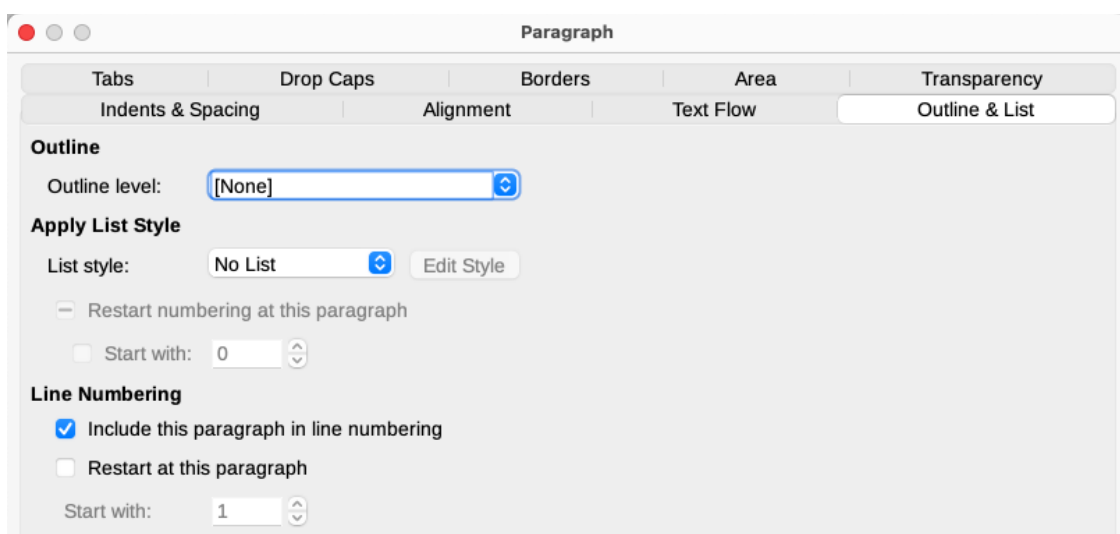 Paragraph
Tabs Drop Caps Borders Area Transparency
Indents & Spacing Alignment Text Flow Outline & List
Outline
Outline level: [None]
Apply List Style
List style: No List Edit Style
Restart numbering at this paragraph
Start with: 0
Line Numbering
Include this paragraph in line numbering
Restart at this paragraph
Start with: 1